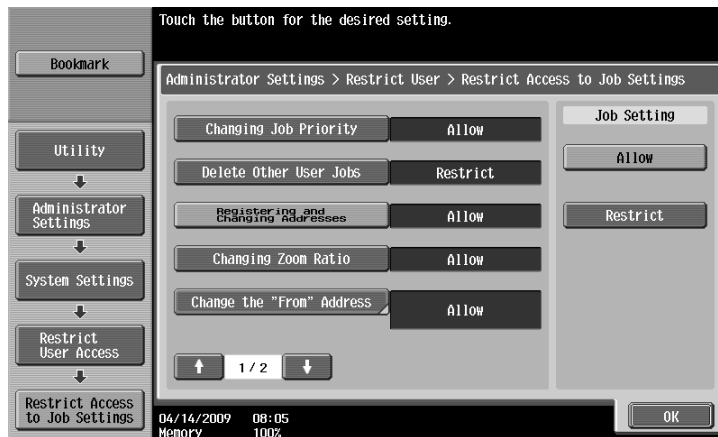 Touch the button for the desired setting.
Bookmark
Administrator Settings > Restrict User > Restrict Access to Job Settings
Changing Job Priority
Allow
Delete Other User Jobs
Restrict
Registering and
Changing Addresses
Allow
Changing Zoom Ratio
Allow
Change the "From" Address
Allow
1/2
Job Setting
Allow
Restrict
Utility
Administrator
Settings
System Settings
Restrict
User Access
Restrict Access
to Job Settings
04/14/2009 08:05
Memory 100%
OK